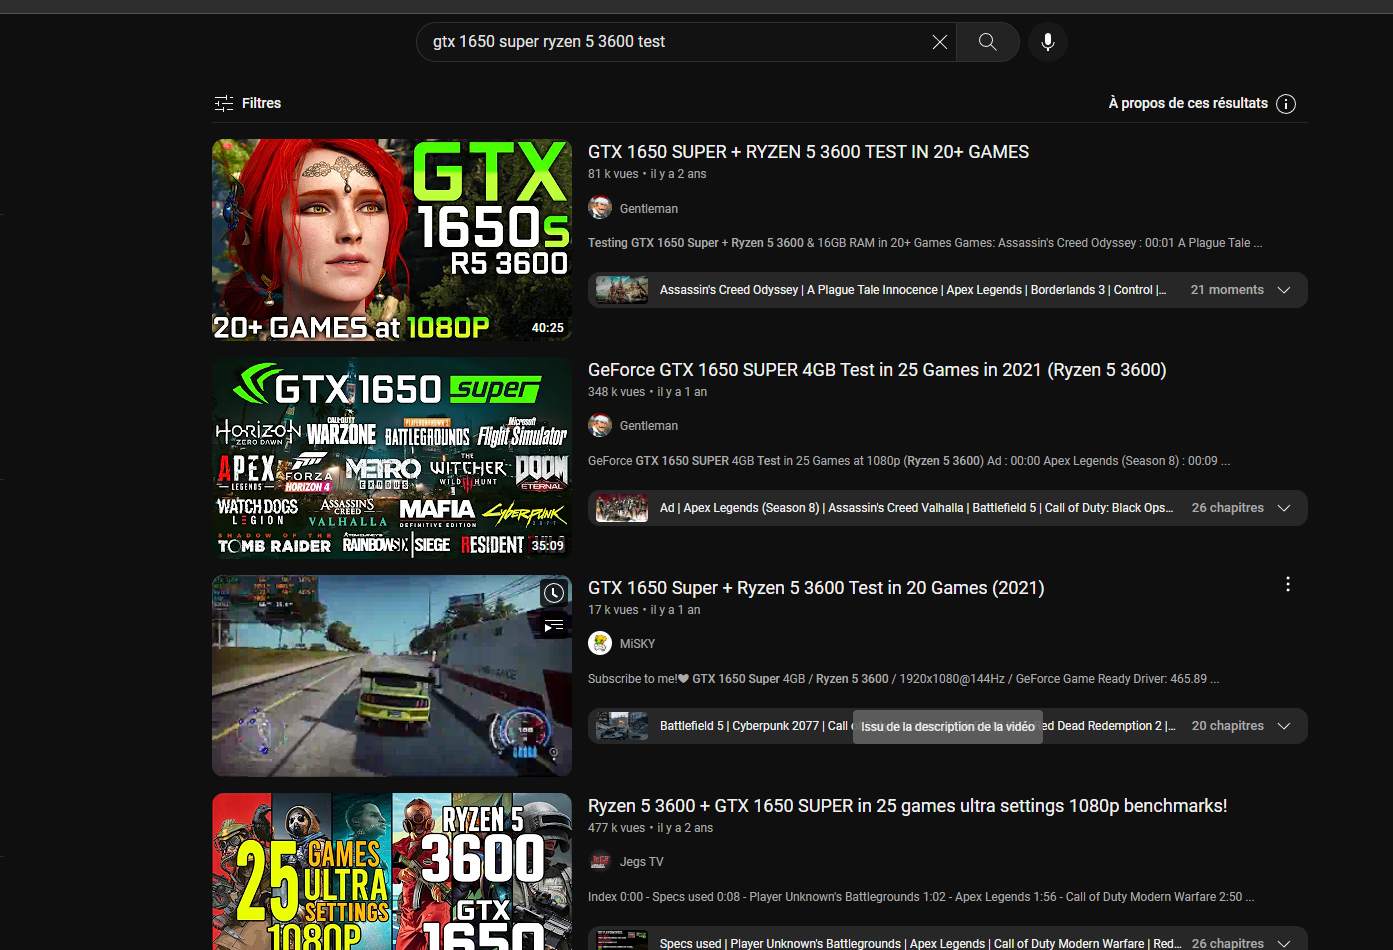 gtx 1650 super ryzen 5 3600 test
Filtres
À propos de ces résultats
GTX
1650s
R5 3600
20+ GAMES at 1080P
40:25
GTX 1650 SUPER + RYZEN 5 3600 TEST IN 20+ GAMES
81 k vues • il y a 2 ans
Gentleman
Testing GTX 1650 Super + Ryzen 5 3600 & 16GB RAM in 20+ Games Games: Assassin's Creed Odyssey : 00:01 A Plague Tale ...
Assassin's Creed Odyssey | A Plague Tale Innocence | Apex Legends | Borderlands 3 | Control |...
21 moments
GTX 1650 super
HORIZON
ZERO DAWN
CALL OF DUTY
WARZONE
PLAYERUNKNOWN'S
BATTLEGROUNDS
Microsoft
Flight Simulator
APEX
LEGENDS
FORZA
HORIZON 4
METRO
EXODUS
THE
WITCHER
WILD HUNT
DOOM
ETERNAL
WATCH DOGS
LEGION
ASSASSIN'S
CREED
VALHALLA
MAFIA
DEFINITIVE EDITION
Cyberpunk
2077
SHADOW OF THE
TOMB RAIDER
RAINBOW SIX | SIEGE
RESIDENT
35:09
GeForce GTX 1650 SUPER 4GB Test in 25 Games in 2021 (Ryzen 5 3600)
348 k vues • il y a 1 an
Gentleman
GeForce GTX 1650 SUPER 4GB Test in 25 Games at 1080p (Ryzen 5 3600) Ad : 00:00 Apex Legends (Season 8) : 00:09 ...
Ad | Apex Legends (Season 8) | Assassin's Creed Valhalla | Battlefield 5 | Call of Duty: Black Ops...
26 chapitres
GTX 1650 Super + Ryzen 5 3600 Test in 20 Games (2021)
17 k vues • il y a 1 an
MiSKY
Subscribe to me!♥ GTX 1650 Super 4GB / Ryzen 5 3600 / 1920x1080@144Hz / GeForce Game Ready Driver: 465.89 ...
Battlefield 5 | Cyberpunk 2077 | Call
Issu de la description de la vidéo
ed Dead Redemption 2 |...
20 chapitres
25 GAMES
ULTRA
SETTINGS
1080P
RYZEN 5
3600
GTX
1650
Ryzen 5 3600 + GTX 1650 SUPER in 25 games ultra settings 1080p benchmarks!
477 k vues • il y a 2 ans
Jegs TV
Index 0:00 - Specs used 0:08 - Player Unknown's Battlegrounds 1:02 - Apex Legends 1:56 - Call of Duty Modern Warfare 2:50 ...
Specs used | Player Unknown's Battlegrounds | Apex Legends | Call of Duty Modern Warfare | Red...
26 chapitres